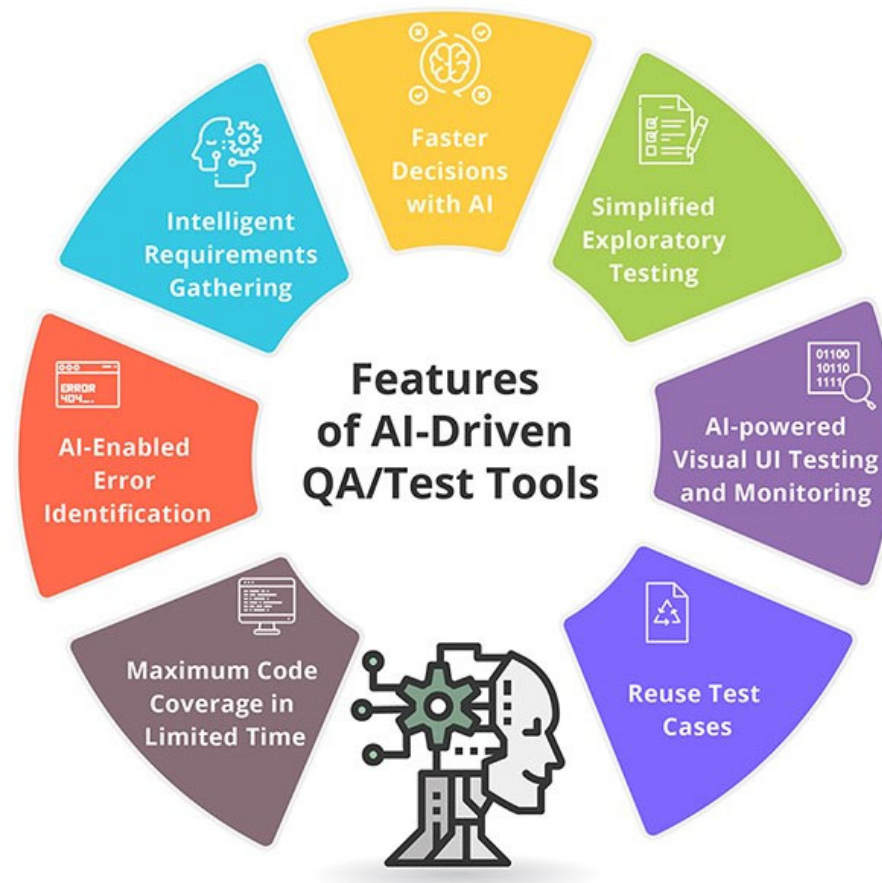 Features
of AI-Driven
QA/Test Tools
Faster
Decisions
with AI
Simplified
Exploratory
Testing
01100
10110
1111
AI-powered
Visual UI Testing
and Monitoring
Reuse Test
Cases
Maximum Code
Coverage in
Limited Time
ERROR
404...
AI-Enabled
Error
Identification
Intelligent
Requirements
Gathering